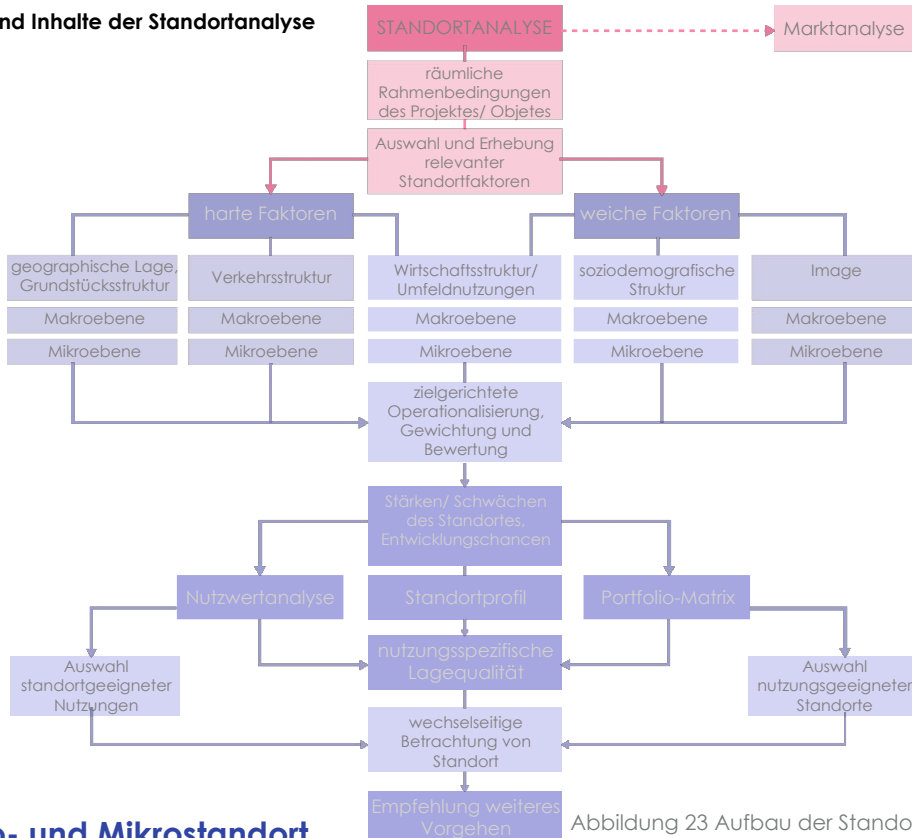 nd Inhalte der Standortanalyse
STANDORTANALYSE
Marktanalyse
räumliche
Rahmenbedingungen
des Projektes/ Objetes
Auswahl und Erhebung
relevanter
Standortfaktoren
harte Faktoren
weiche Faktoren
geographische Lage,
Grundstücksstruktur
Verkehrsstruktur
Wirtschaftsstruktur/
Umfeldnutzungen
soziodemografische
Struktur
Image
Makroebene
Makroebene
Makroebene
Makroebene
Makroebene
Mikroebene
Mikroebene
Mikroebene
Mikroebene
Mikroebene
zielgerichtete
Operationalisierung,
Gewichtung und
Bewertung
Stärken/ Schwächen
des Standortes,
Entwicklungschancen
Nutzwertanalyse
Standortprofil
Portfolio-Matrix
nutzungsspezifische
Lagequalität
Auswahl
standortgeeigneter
Nutzungen
Auswahl
nutzungsgeeigneter
Standorte
wechselseitige
Betrachtung von
Standort
Empfehlung weiteres
Vorgehen
- und Mikrostandort
Abbildung 23 Aufbau der Stando